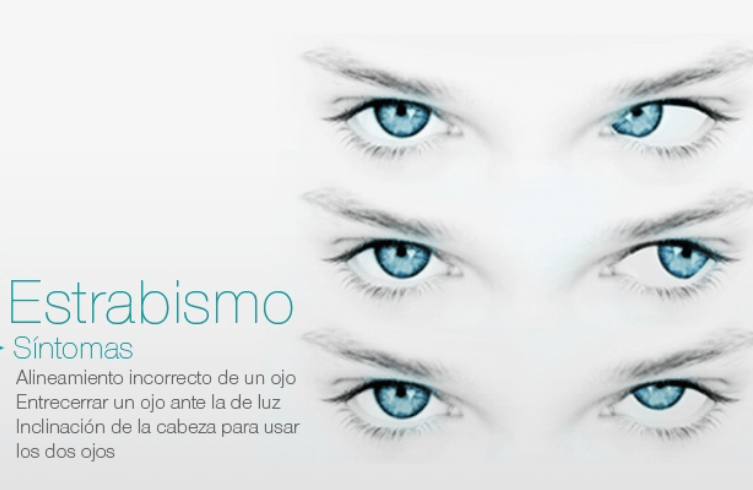 Estrabismo
Síntomas
Alineamiento incorrecto de un ojo
Entrecerrar un ojo ante la de luz
Inclinación de la cabeza para usar
los dos ojos